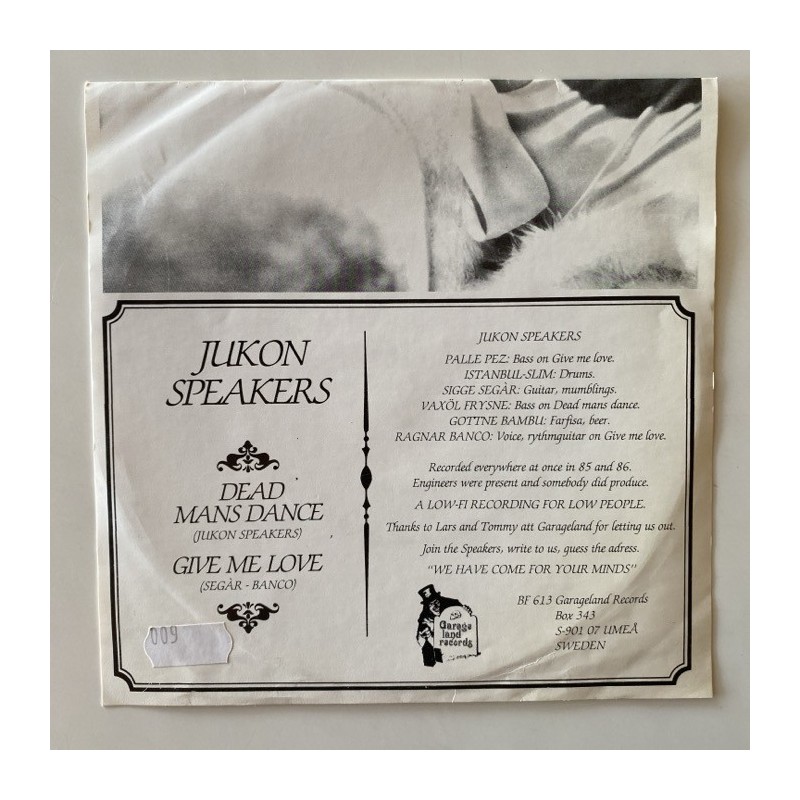 JUKON
SPEAKERS
DEAD
MANS DANCE
(JUKON SPEAKERS)
GIVE ME LOVE
(SEGÀR - BANCO)
009
JUKON SPEAKERS
PALLE PEZ: Bass on Give me love.
ISTANBUL-SLIM: Drums.
SIGGE SEGÀR: Guitar, mumblings.
VAXÖL FRYSNE: Bass on Dead mans dance.
GOTTNE BAMBU: Farfisa, beer.
RAGNAR BANCO: Voice, rythmguitar on Give me love.
Recorded everywhere at once in 85 and 86.
Engineers were present and somebody did produce.
A LOW-FI RECORDING FOR LOW PEOPLE.
Thanks to Lars and Tommy att Garageland for letting us out.
Join the Speakers, write to us, guess the adress.
"WE HAVE COME FOR YOUR MINDS"
Garage
land
records
BF 613 Garageland Records
Box 343
S-901 07 UMEÅ
SWEDEN